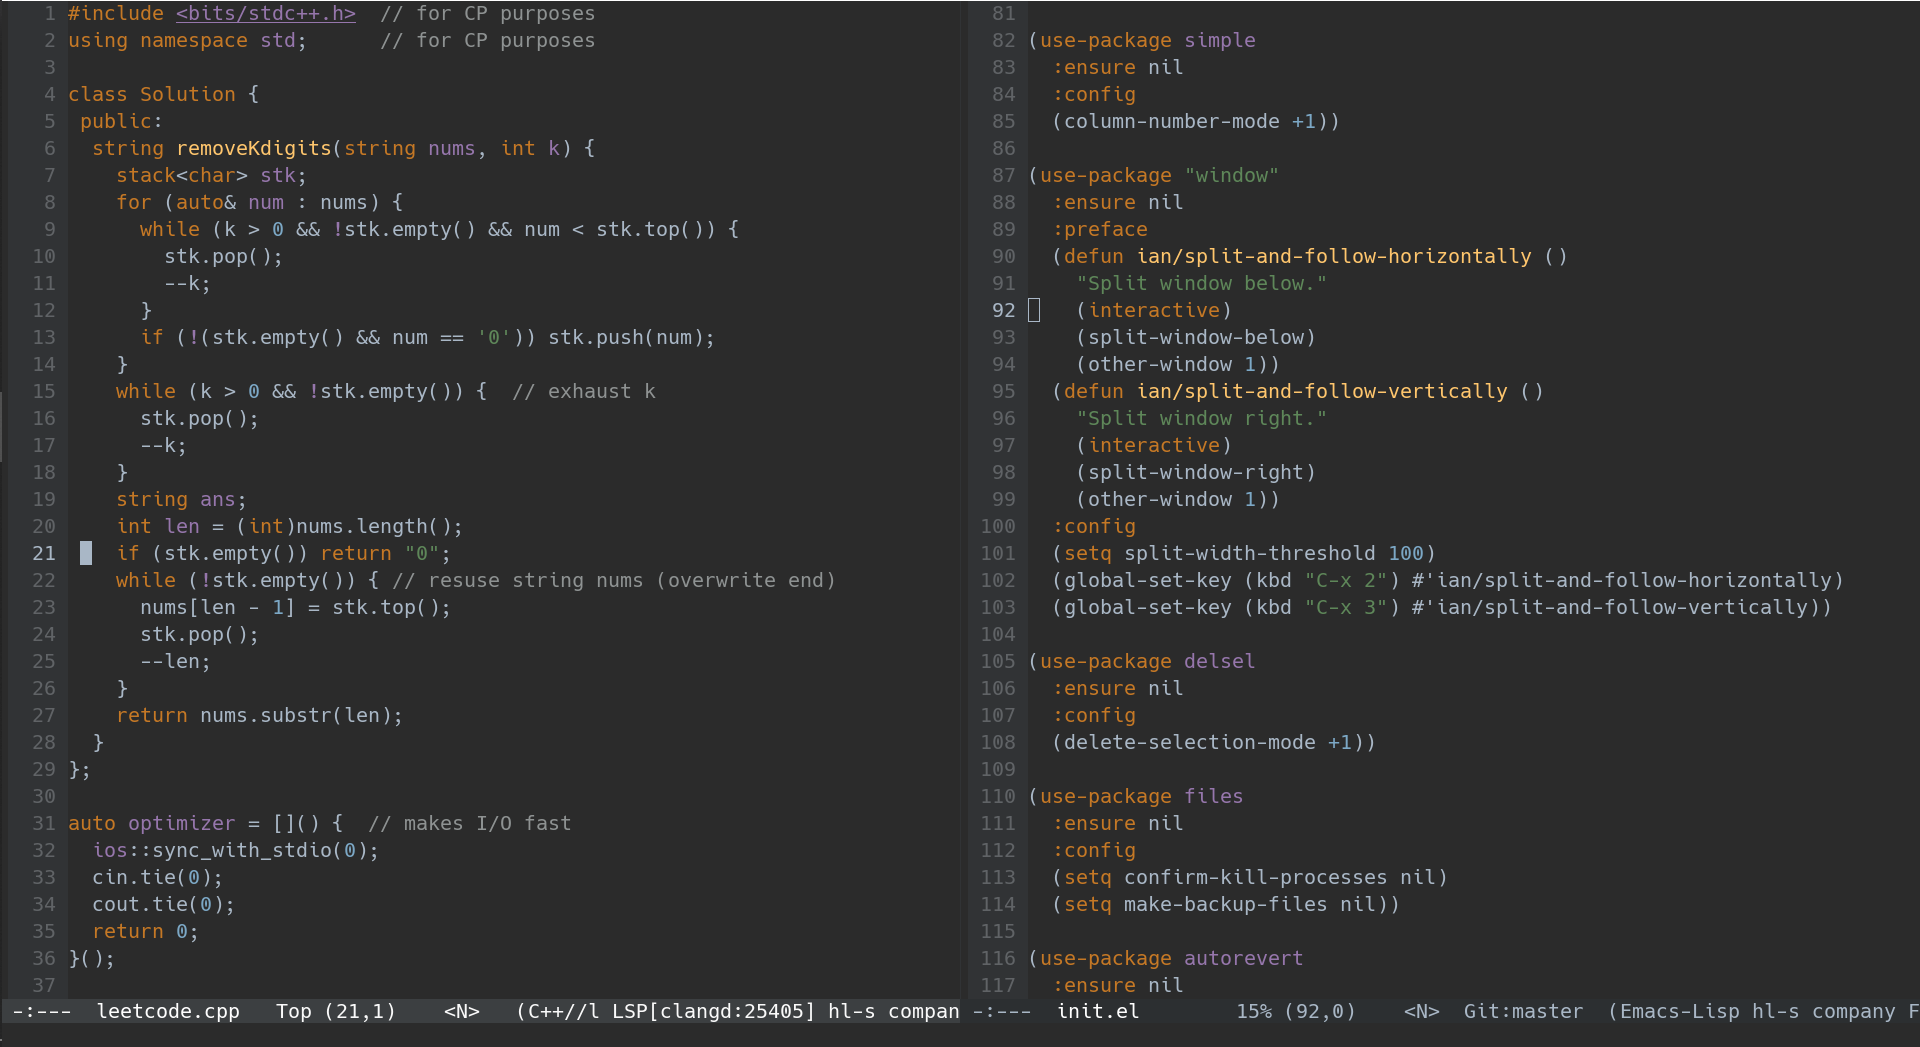 1 #include <bits/stdc++.h>  // for CP purposes
2 using namespace std;      // for CP purposes
3
4 class Solution {
5  public:
6   string removeKdigits(string nums, int k) {
7     stack<char> stk;
8     for (auto& num : nums) {
9       while (k > 0 && !stk.empty() && num < stk.top()) {
10         stk.pop();
11         --k;
12       }
13       if (!(stk.empty() && num == '0')) stk.push(num);
14     }
15     while (k > 0 && !stk.empty()) {  // exhaust k
16       stk.pop();
17       --k;
18     }
19     string ans;
20     int len = (int)nums.length();
21     if (stk.empty()) return "0";
22     while (!stk.empty()) { // resuse string nums (overwrite end)
23       nums[len - 1] = stk.top();
24       stk.pop();
25       --len;
26     }
27     return nums.substr(len);
28   }
29 };
30
31 auto optimizer = []() {  // makes I/O fast
32   ios::sync_with_stdio(0);
33   cin.tie(0);
34   cout.tie(0);
35   return 0;
36 }();
37
-:---  leetcode.cpp   Top (21,1)    <N>   (C++//l LSP[clangd:25405] hl-s compan
81
82 (use-package simple
83   :ensure nil
84   :config
85   (column-number-mode +1))
86
87 (use-package "window"
88   :ensure nil
89   :preface
90   (defun ian/split-and-follow-horizontally ()
91     "Split window below."
92     (interactive)
93     (split-window-below)
94     (other-window 1))
95   (defun ian/split-and-follow-vertically ()
96     "Split window right."
97     (interactive)
98     (split-window-right)
99     (other-window 1))
100   :config
101   (setq split-width-threshold 100)
102   (global-set-key (kbd "C-x 2") #'ian/split-and-follow-horizontally)
103   (global-set-key (kbd "C-x 3") #'ian/split-and-follow-vertically))
104
105 (use-package delsel
106   :ensure nil
107   :config
108   (delete-selection-mode +1))
109
110 (use-package files
111   :ensure nil
112   :config
113   (setq confirm-kill-processes nil)
114   (setq make-backup-files nil))
115
116 (use-package autorevert
117   :ensure nil
-:---  init.el        15% (92,0)    <N>  Git:master  (Emacs-Lisp hl-s company F